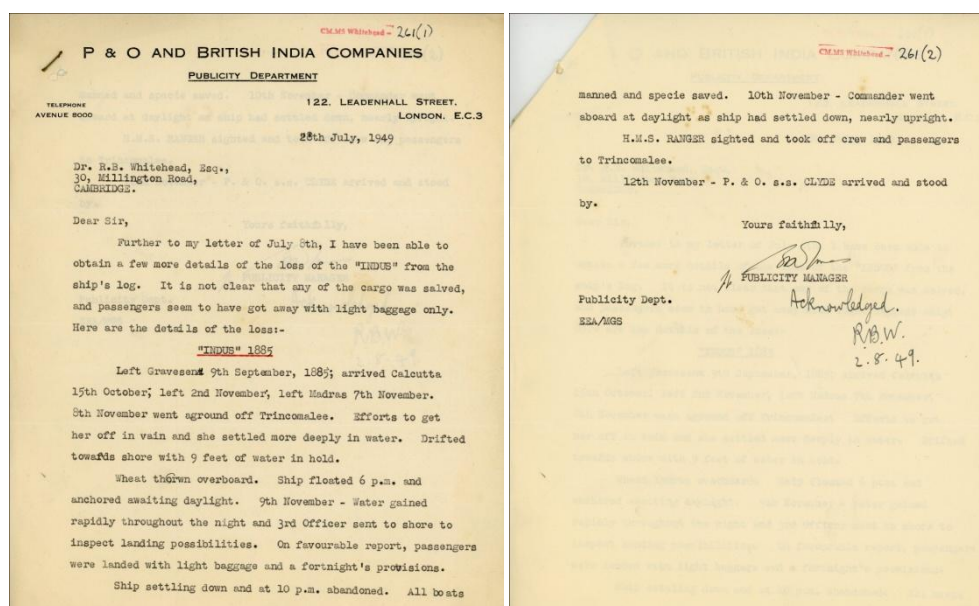 CM.MS Whitehead - 261(1)
P & O AND BRITISH INDIA COMPANIES
PUBLICITY DEPARTMENT
TELEPHONE
AVENUE 8000
122. LEADENHALL STREET.
LONDON. E.C.3
28th July, 1949
Dr. R.B. Whitehead, Esq.,
30, Millington Road,
CAMBRIDGE.
Dear Sir,
Further to my letter of July 8th, I have been able to
obtain a few more details of the loss of the "INDUS" from the
ship's log. It is not clear that any of the cargo was salved,
and passengers seem to have got away with light baggage only.
Here are the details of the loss:-
"INDUS" 1885
Left Gravesend 9th September, 1885; arrived Calcutta
15th October; left 2nd November, left Madras 7th November.
8th November went aground off Trincomalee. Efforts to get
her off in vain and she settled more deeply in water. Drifted
towards shore with 9 feet of water in hold.
Wheat thrown overboard. Ship floated 6 p.m. and
anchored awaiting daylight. 9th November - Water gained
rapidly throughout the night and 3rd Officer sent to shore to
inspect landing possibilities. On favourable report, passengers
were landed with light baggage and a fortnight's provisions.
Ship settling down and at 10 p.m. abandoned. All boats
CM.MS Whitehead - 261(2)
manned and specie saved. 10th November - Commander went
aboard at daylight as ship had settled down, nearly upright.
H.M.S. RANGER sighted and took off crew and passengers
to Trincomalee.
12th November - P. & O. s.s. CLYDE arrived and stood
by.
Yours faithfully,
PUBLICITY MANAGER
Publicity Dept.
EEA/MGS
Acknowledged.
R.B.W.
2.8.49.